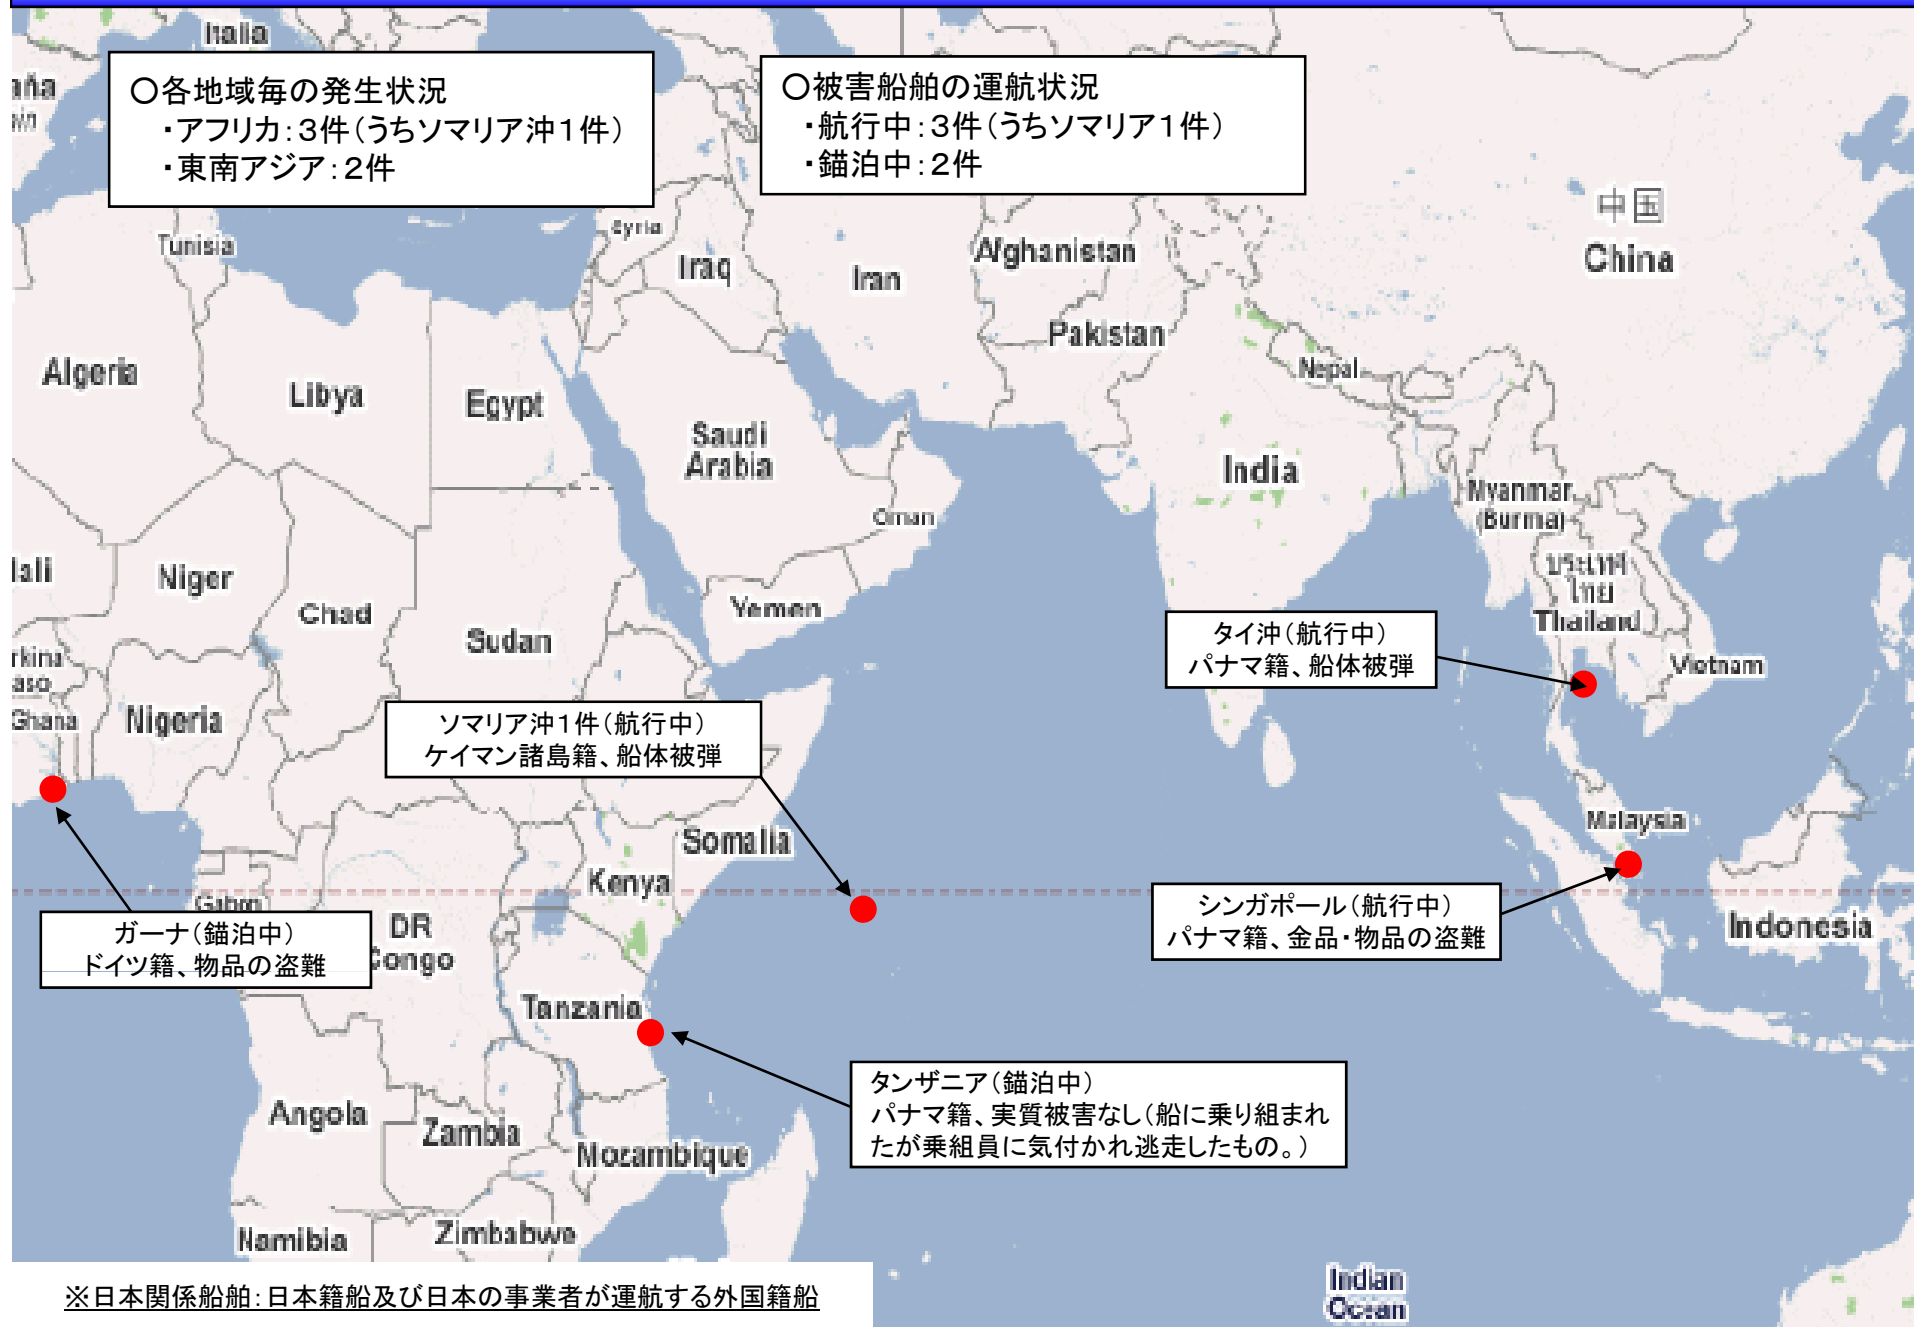 Italia
○各地域毎の発生状況
・アフリカ：３件（うちソマリア沖１件）
・東南アジア：２件
○被害船舶の運航状況
・航行中：３件（うちソマリア１件）
・錨泊中：２件
中国
China
Tunisia
Syria
Iraq
Iran
Afghanistan
Pakistan
Nepal
Algeria
Libya
Egypt
Saudi
Arabia
India
Oman
Myanmar
(Burma)
ประเทศ
ไทย
Thailand
Vietnam
Niger
Chad
Sudan
Yemen
Ghana
Nigeria
タイ沖（航行中）
パナマ籍、船体被弾
ソマリア沖１件（航行中）
ケイマン諸島籍、船体被弾
Somalia
Kenya
Malaysia
Gabon
DR
Congo
ガーナ（錨泊中）
ドイツ籍、物品の盗難
シンガポール（航行中）
パナマ籍、金品・物品の盗難
Indonesia
Tanzania
タンザニア（錨泊中）
パナマ籍、実質被害なし（船に乗り組まれ
たが乗組員に気付かれ逃走したもの。）
Angola
Zambia
Mozambique
Namibia
Zimbabwe
Indian
Ocean
※日本関係船舶：日本籍船及び日本の事業者が運航する外国籍船